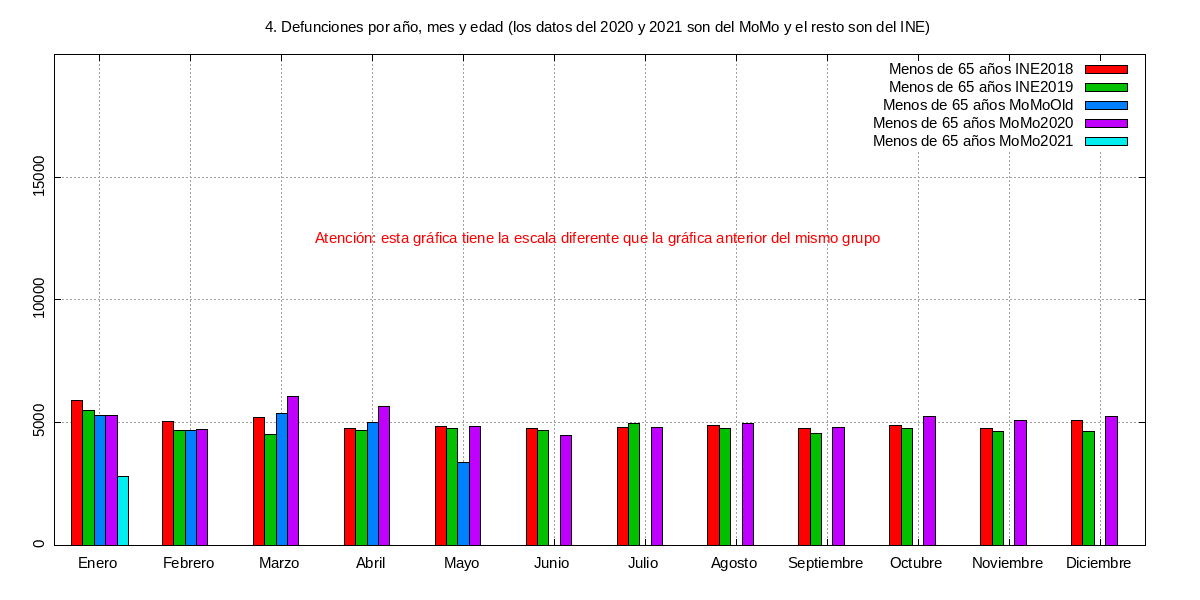 4. Defunciones por año, mes y edad (los datos del 2020 y 2021 son del MoMo y el resto son del INE)
Menos de 65 años INE2018
Menos de 65 años INE2019
Menos de 65 años MoMoOld
Menos de 65 años MoMo2020
Menos de 65 años MoMo2021
15000
Atención: esta gráfica tiene la escala diferente que la gráfica anterior del mismo grupo
10000
5000
0
Enero Febrero Marzo Abril Mayo Junio Julio Agosto Septiembre Octubre Noviembre Diciembre